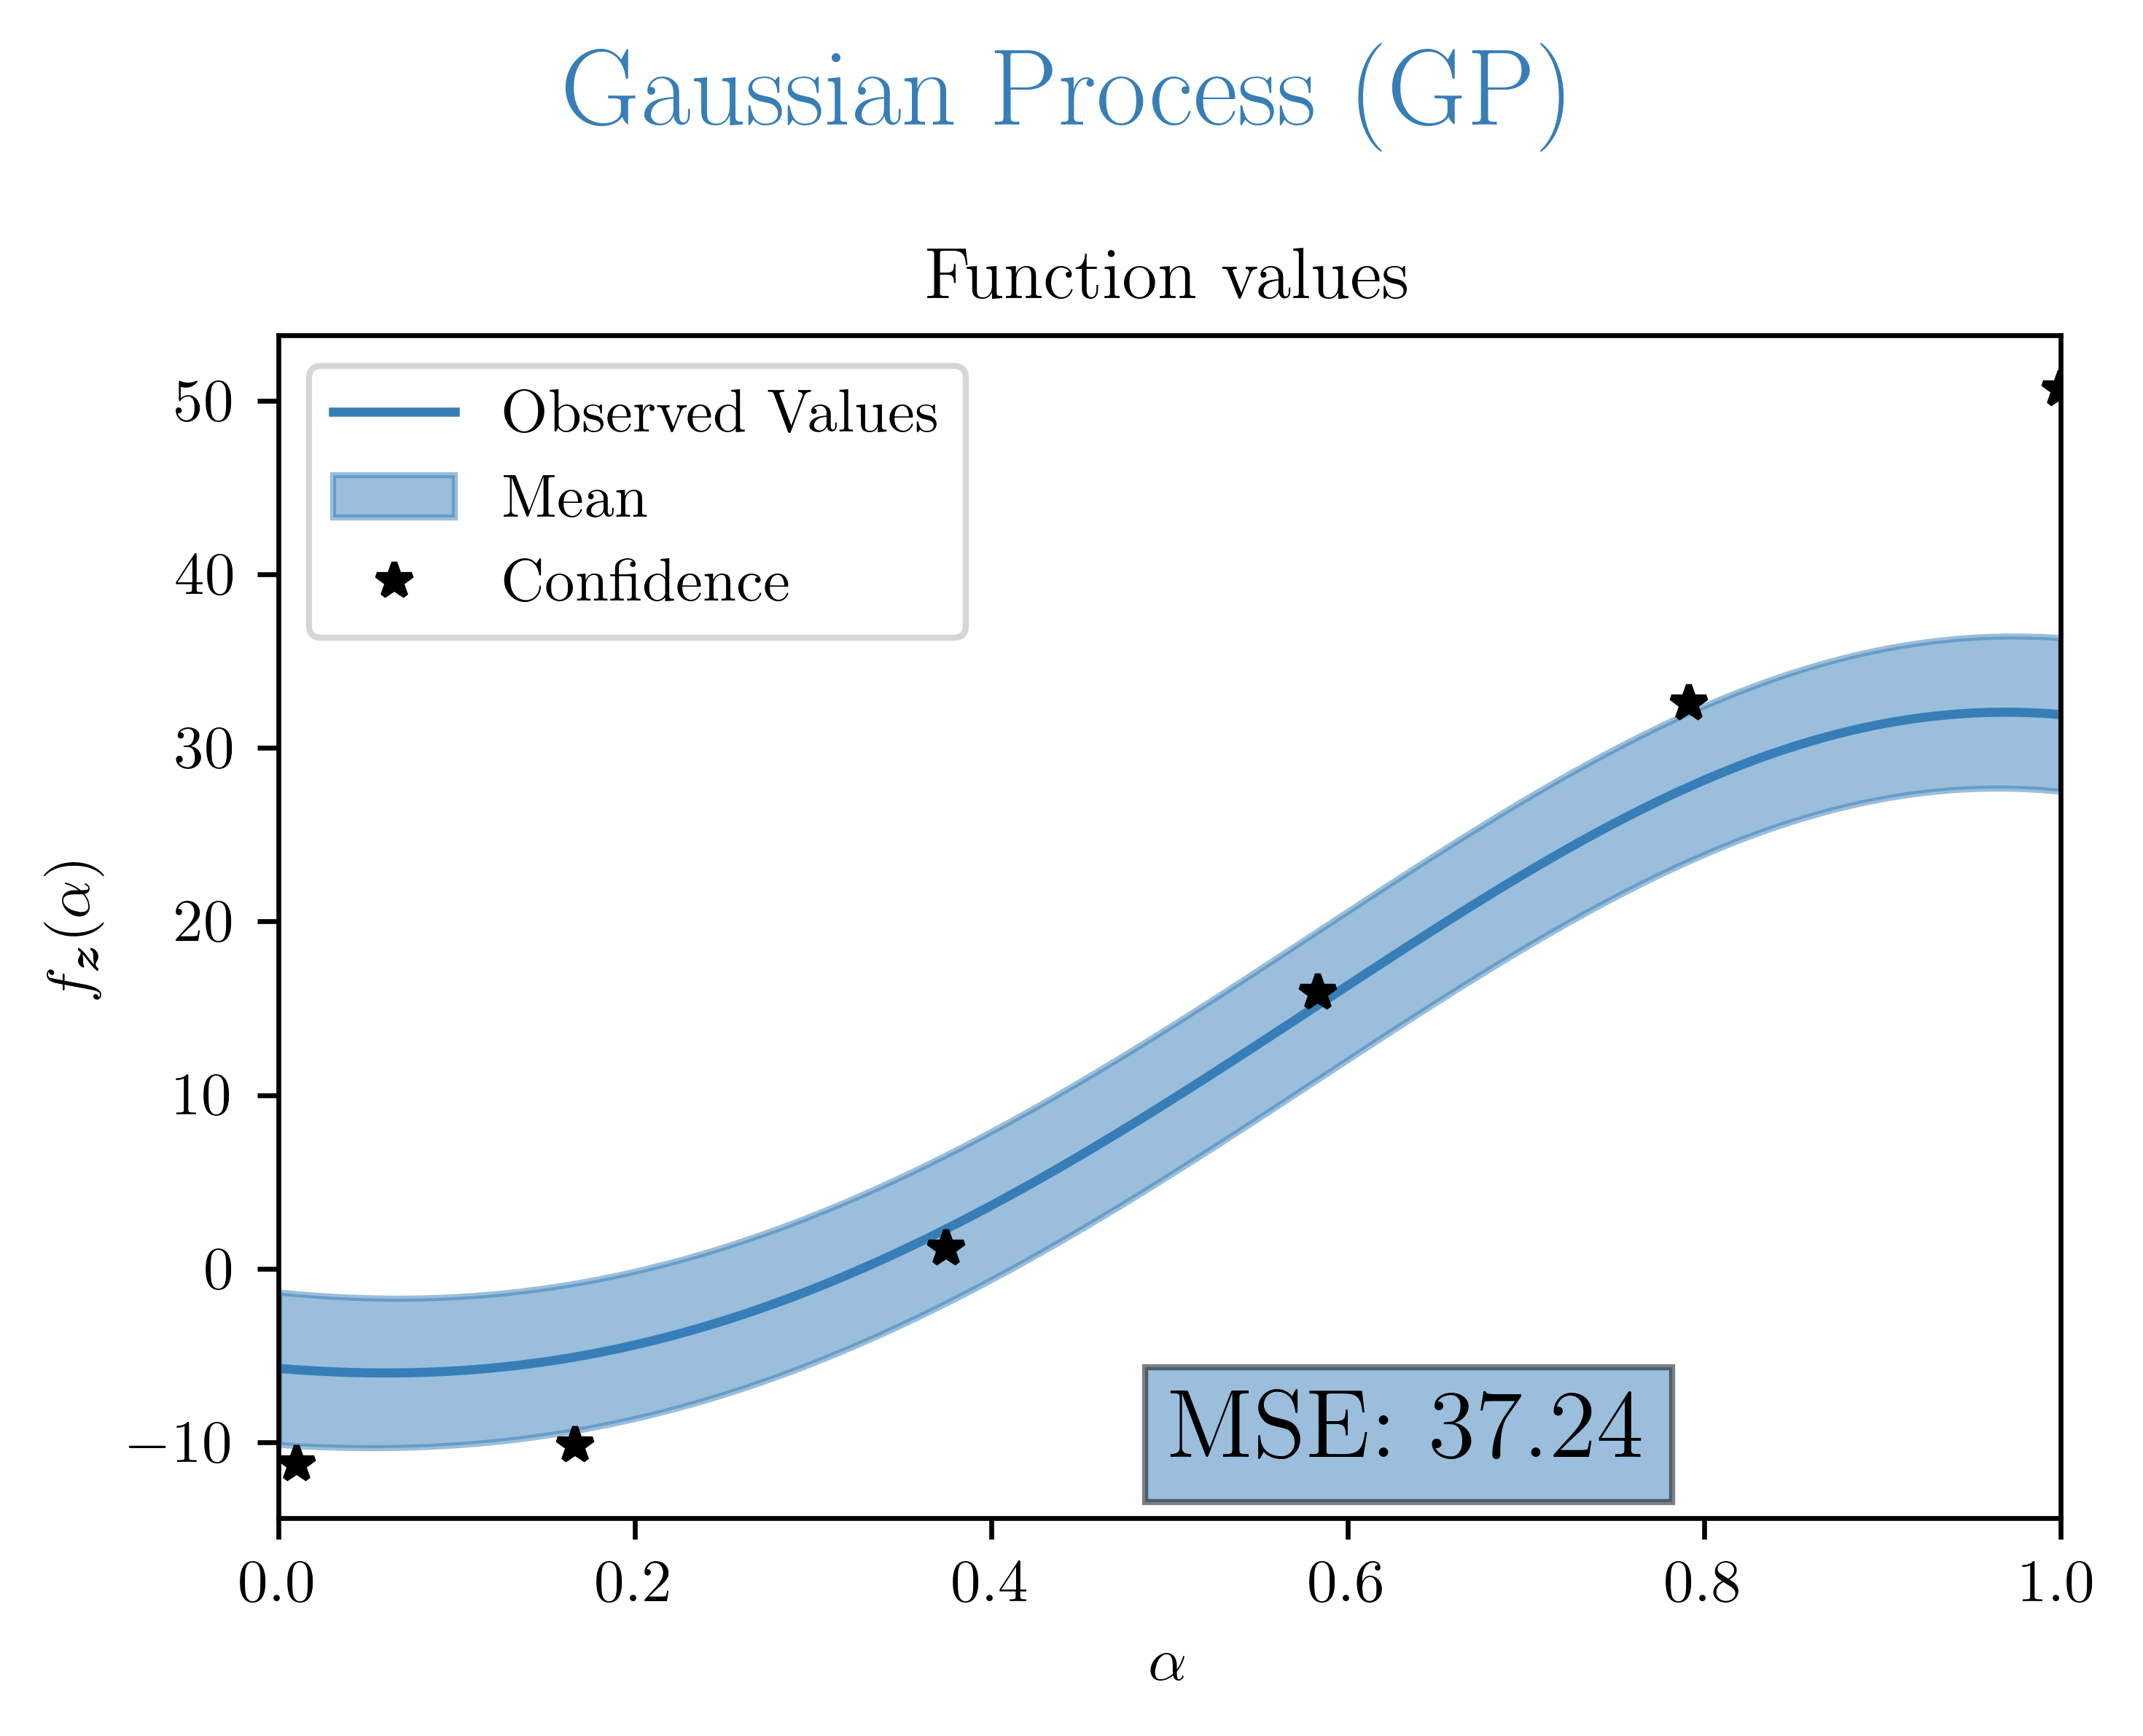 Gaussian Process (GP)
Function values
Observed Values
Mean
Confidence
50
40
30
20
10
0
−10
f_z(α)
MSE: 37.24
0.0 0.2 0.4 0.6 0.8 1.0
α